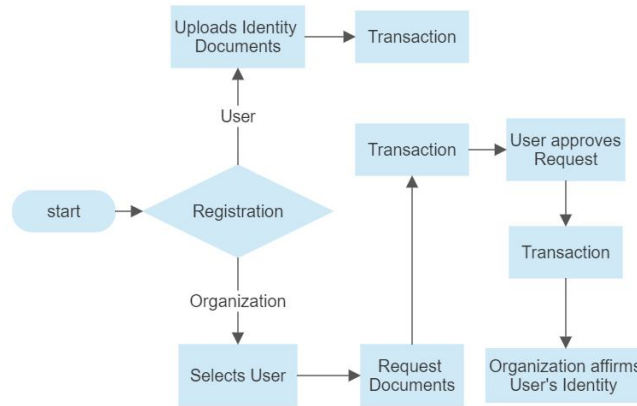 Uploads Identity
Documents
Transaction
User
Transaction
User approves
Request
start
Registration
Transaction
Organization
Selects User
Request
Documents
Organization affirms
User's Identity